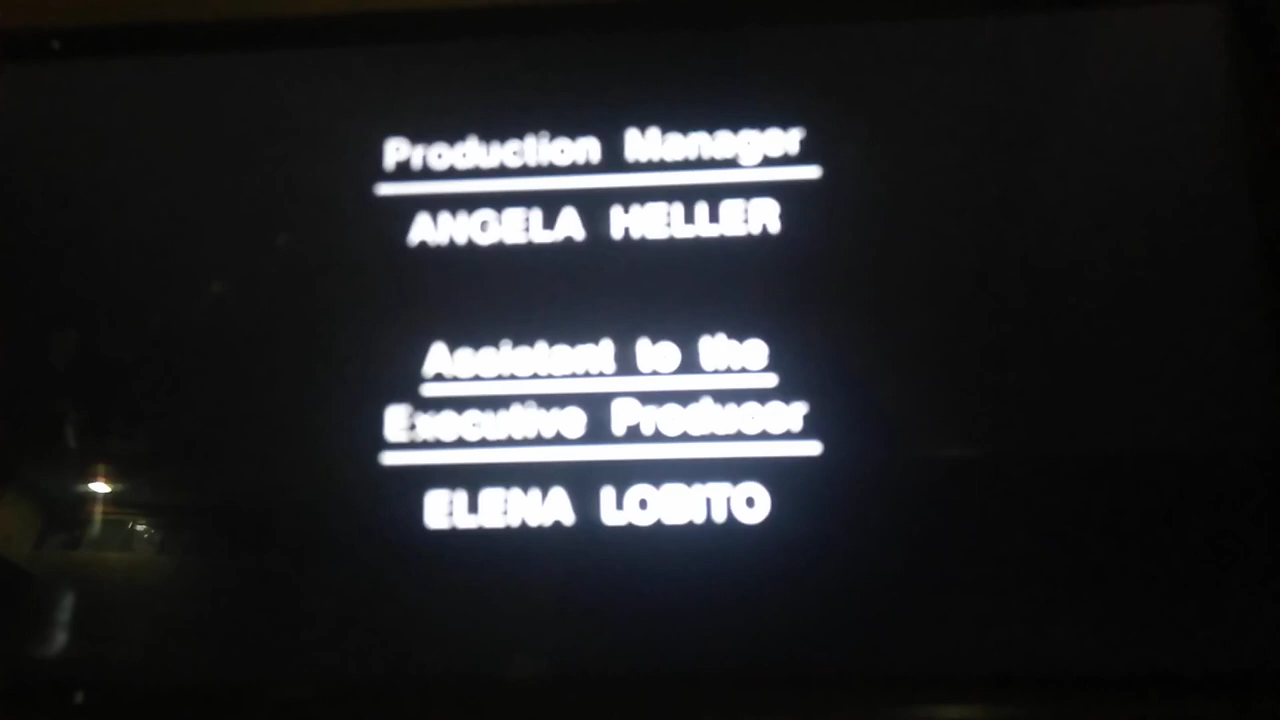 Production Manager
ANGELA HELLER
Assistant to the
Executive Producer
ELENA LOBITO